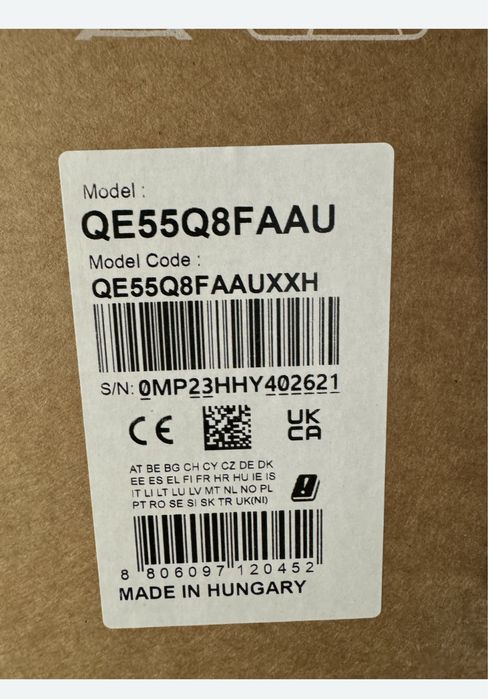 Model :
QE55Q8FAAU
Model Code :
QE55Q8FAAUXXH
S/N: 0MP23HHY402621
CE
UK
CA
AT BE BG CH CY CZ DE DK
EE ES EL FI FR HR HU IE IS
IT LI LT LU LV MT NL NO PL
PT RO SE SI SK TR UK(NI)
8 806097 120452
MADE IN HUNGARY